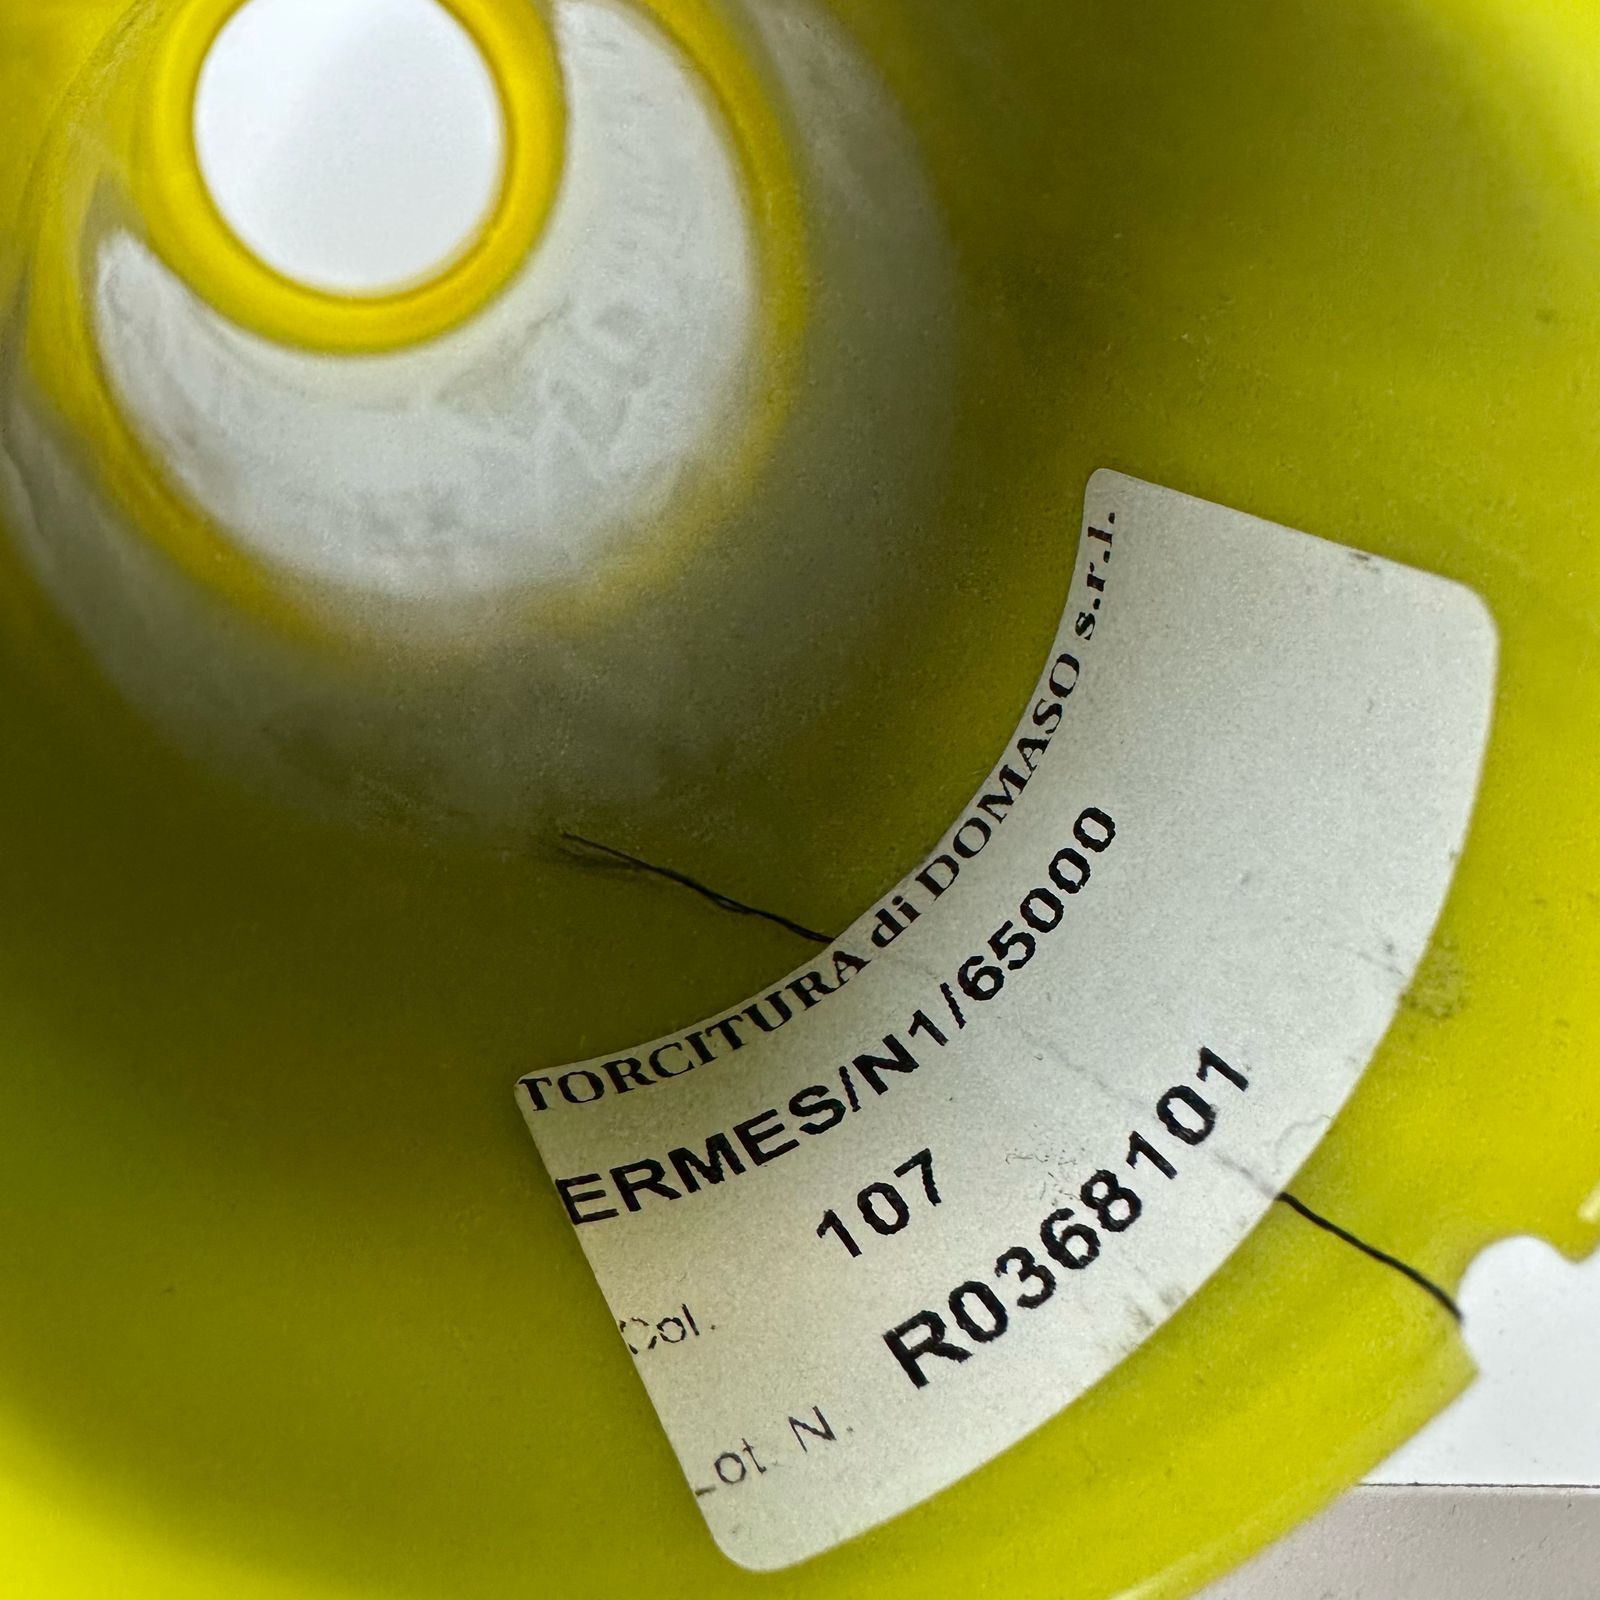 TORCITURA di DOMASO s.r.l.
ERMES/N1/65000
Col. 107
Lot N. R0368101